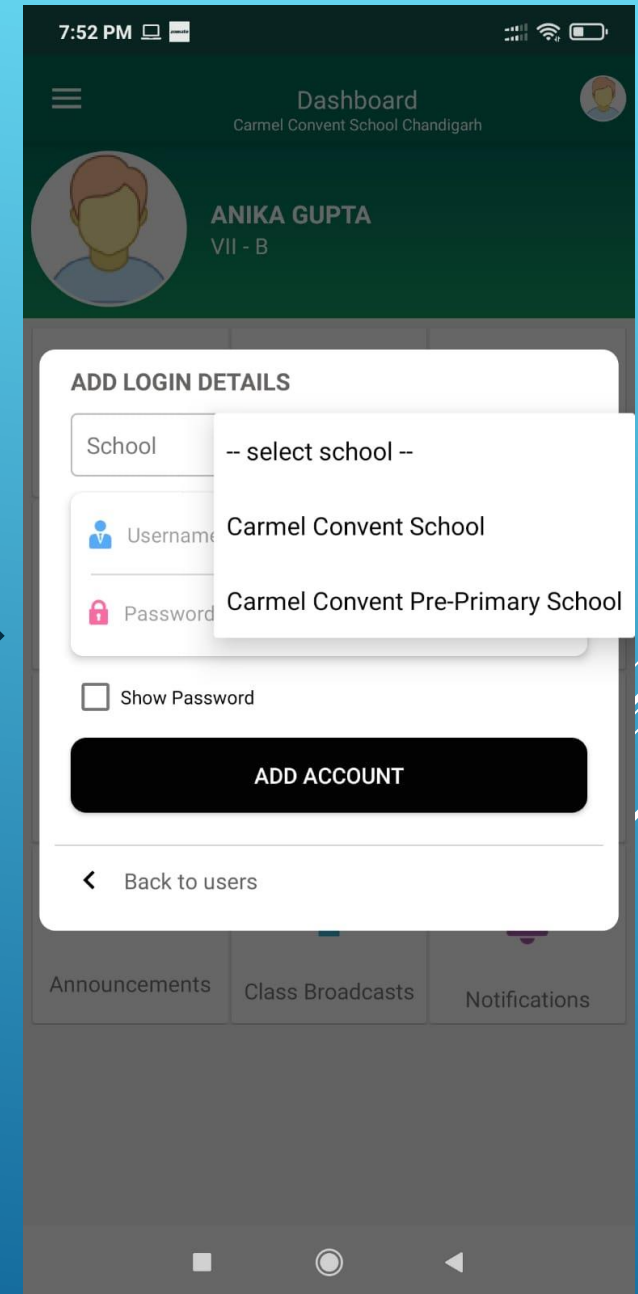 7:52 PM
Dashboard
Carmel Convent School Chandigarh
ANIKA GUPTA
VII - B
ADD LOGIN DETAILS
School
-- select school --
Carmel Convent School
Carmel Convent Pre-Primary School
Username
Password
Show Password
ADD ACCOUNT
Back to users
Announcements
Class Broadcasts
Notifications